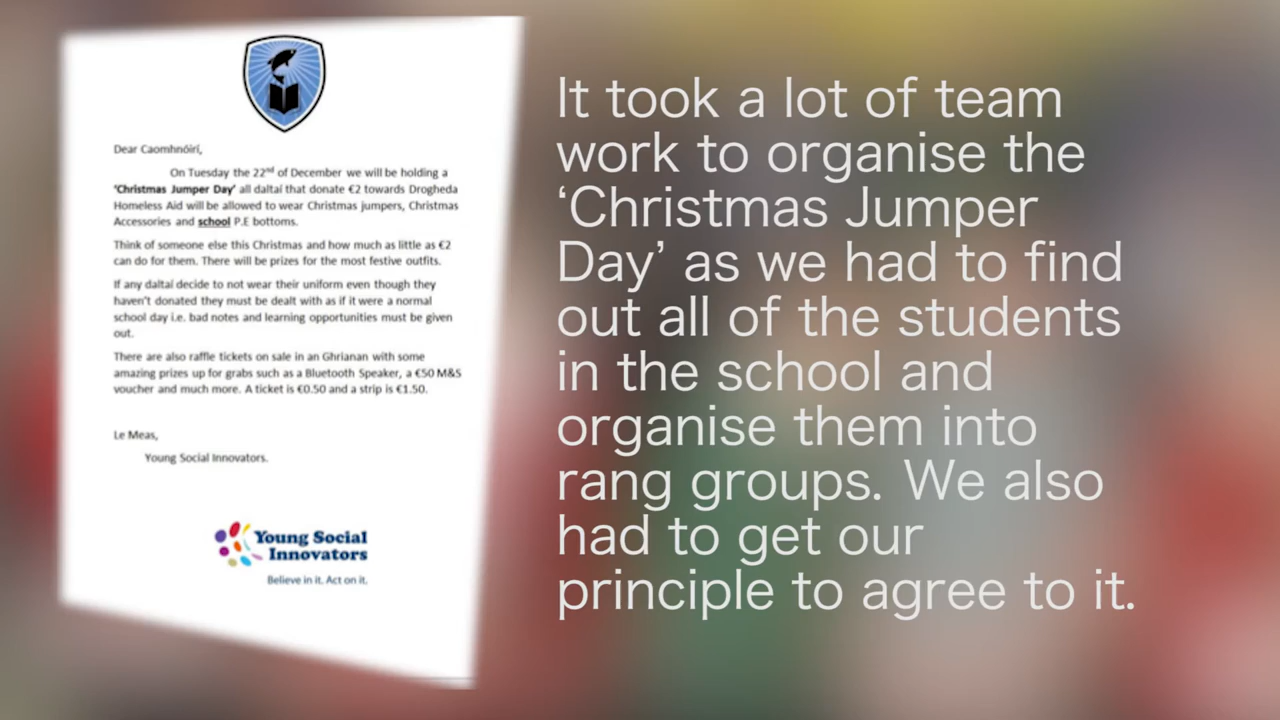 Dear Caomhnóirí,
On Tuesday the 22nd of December we will be holding a
‘Christmas Jumper Day’ all daltaí that donate €2 towards Drogheda
Homeless Aid will be allowed to wear Christmas jumpers, Christmas
Accessories and school P.E bottoms.
Think of someone else this Christmas and how much as little as €2
can do for them. There will be prizes for the most festive outfits.
If any daltaí decide to not wear their uniform even though they
haven’t donated they must be dealt with as if it were a normal
school day i.e. bad notes and learning opportunities must be given
out.
There are also raffle tickets on sale in an Ghrianan with some
amazing prizes up for grabs such as a Bluetooth Speaker, a €50 M&S
voucher and much more. A ticket is €0.50 and a strip is €1.50.
Le Meas,
Young Social Innovators.
Young Social
Innovators
Believe in it. Act on it.
It took a lot of team
work to organise the
‘Christmas Jumper
Day’ as we had to find
out all of the students
in the school and
organise them into
rang groups. We also
had to get our
principle to agree to it.